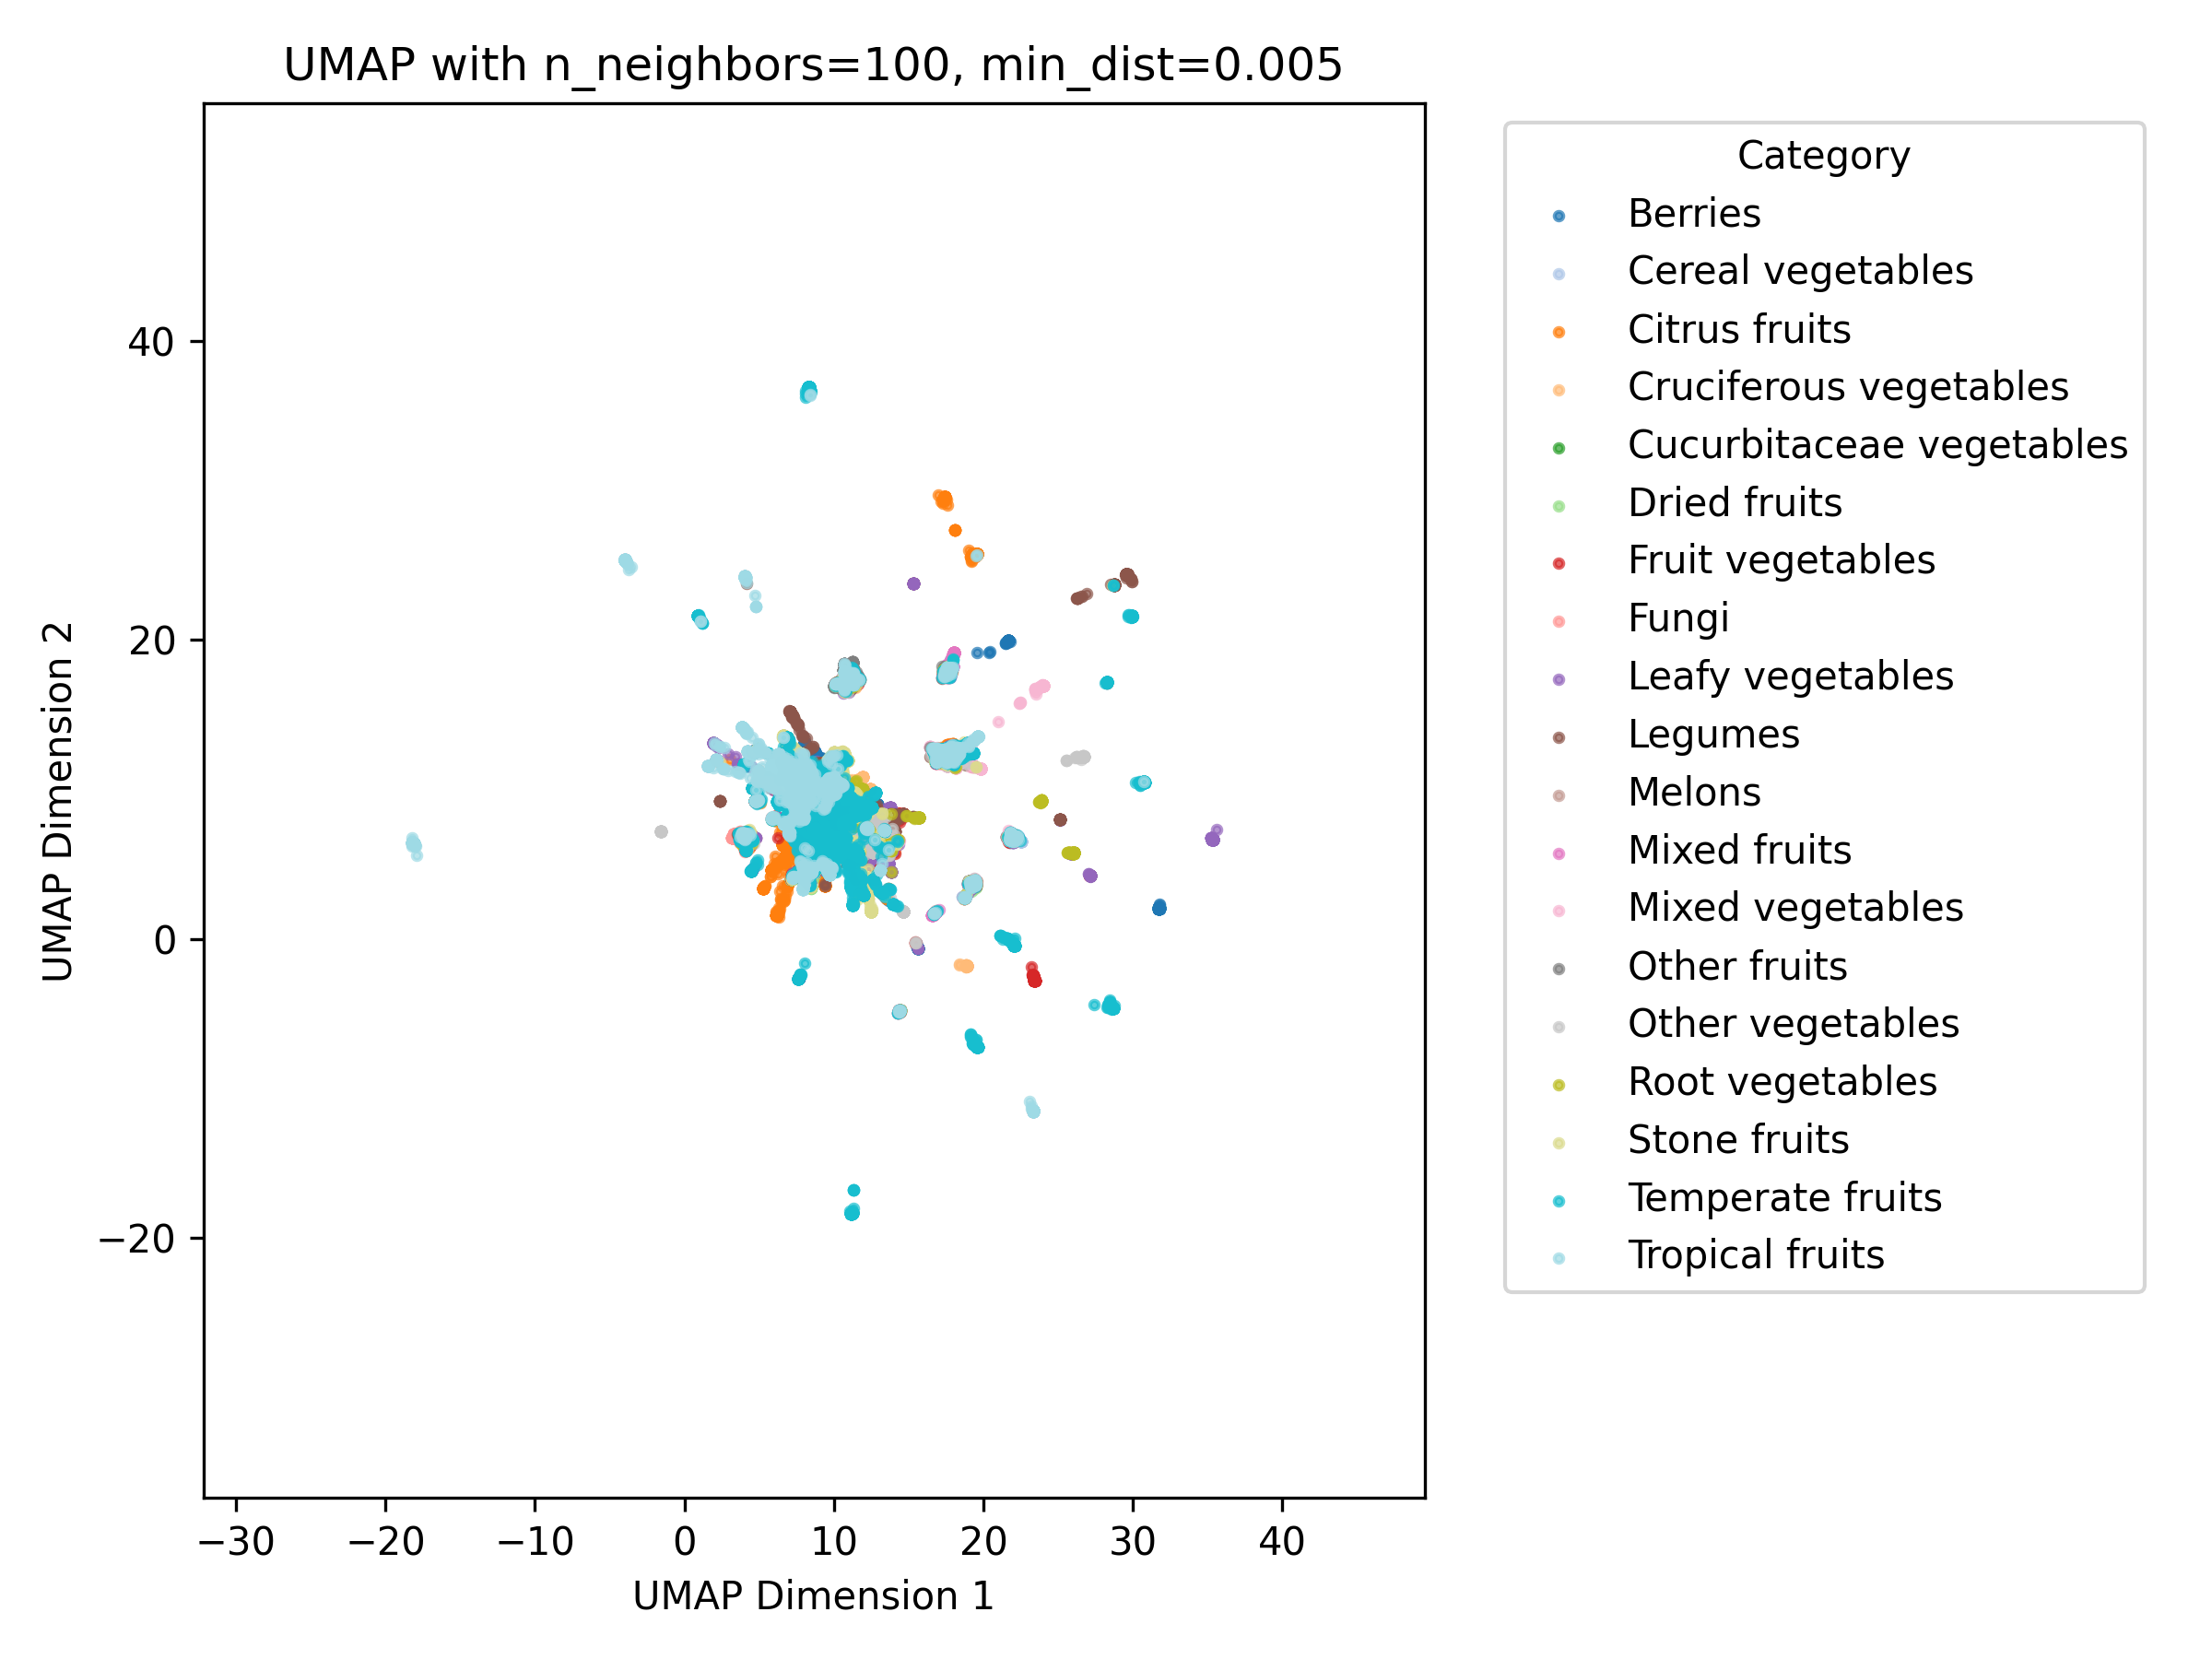 UMAP with n_neighbors=100, min_dist=0.005
UMAP Dimension 2
40
20
0
−20
−30
−20
−10
0
10
20
30
40
UMAP Dimension 1
Category
Berries
Cereal vegetables
Citrus fruits
Cruciferous vegetables
Cucurbitaceae vegetables
Dried fruits
Fruit vegetables
Fungi
Leafy vegetables
Legumes
Melons
Mixed fruits
Mixed vegetables
Other fruits
Other vegetables
Root vegetables
Stone fruits
Temperate fruits
Tropical fruits